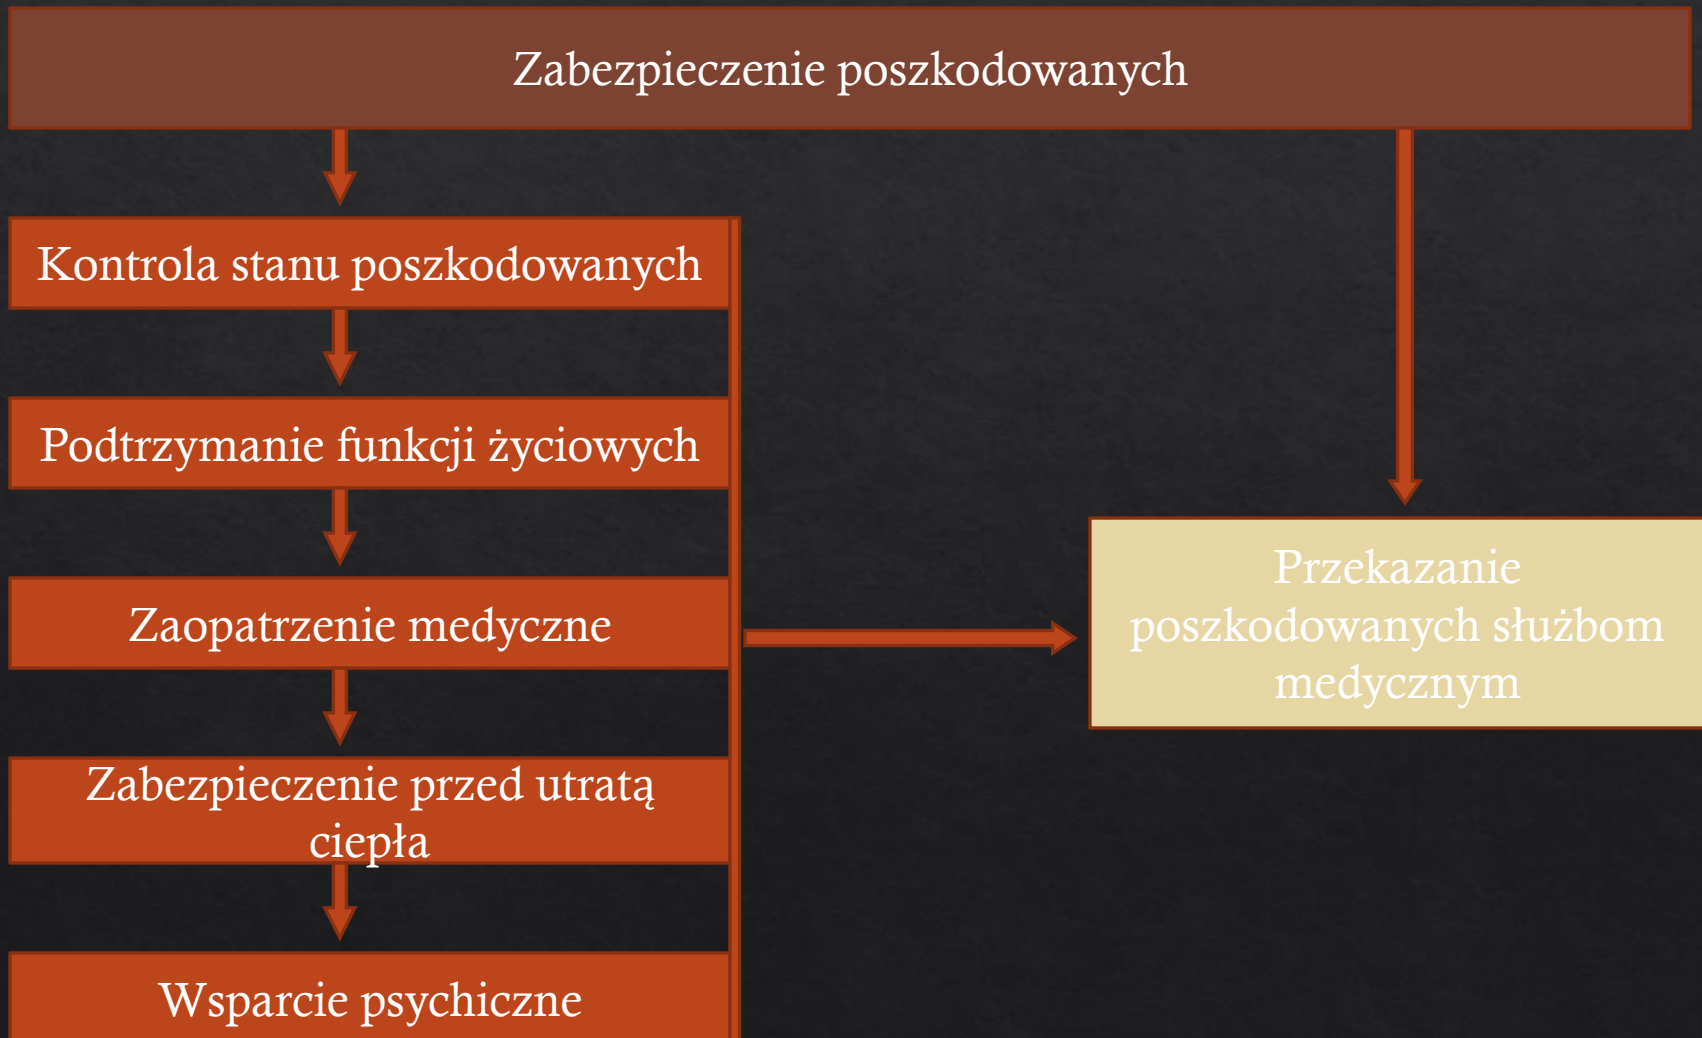 Zabezpieczenie poszkodowanych
Kontrola stanu poszkodowanych
Podtrzymanie funkcji życiowych
Zaopatrzenie medyczne
Zabezpieczenie przed utratą
ciepła
Wsparcie psychiczne
Przekazanie
poszkodowanych służbom
medycznym